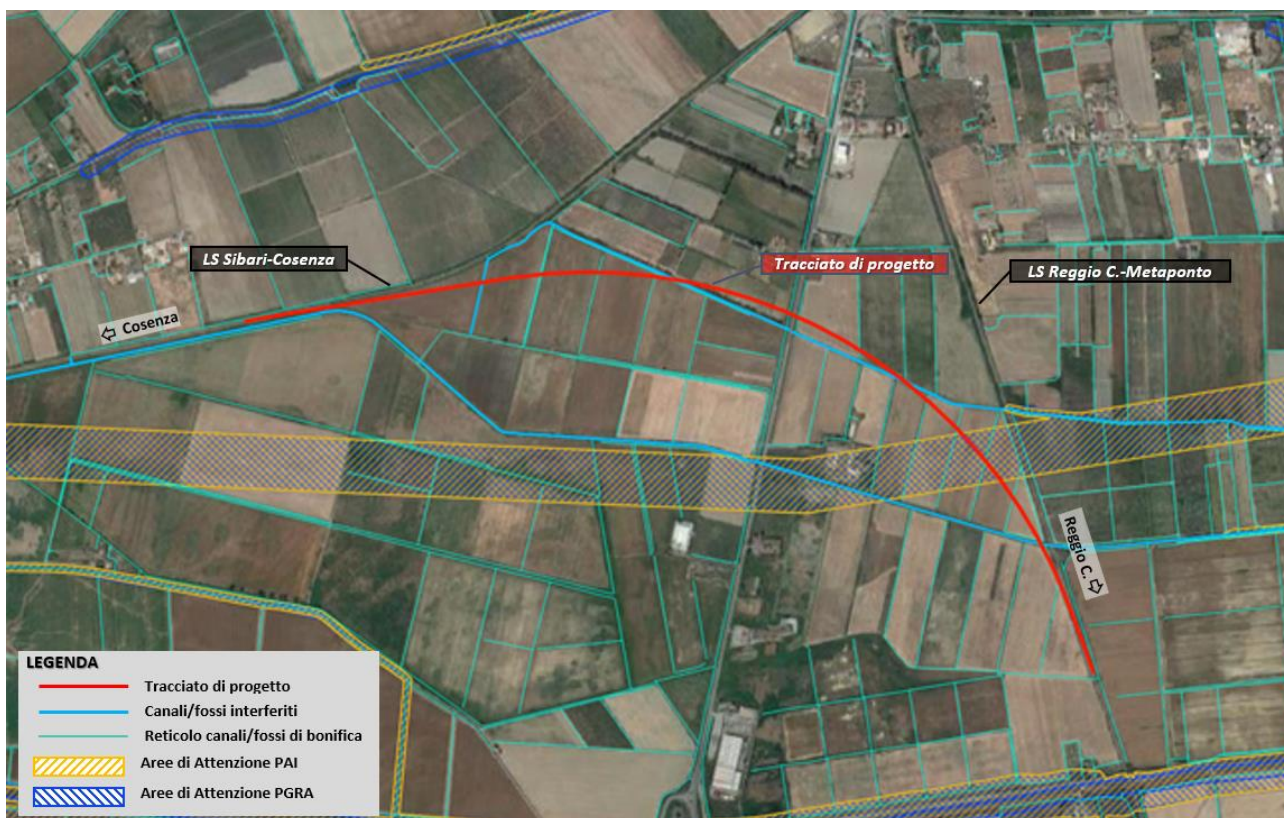 LS Sibari-Cosenza
Tracciato di progetto
LS Reggio C.-Metaponto
Cosenza
Reggio C.
LEGENDA
Tracciato di progetto
Canali/fossi interferiti
Reticolo canali/fossi di bonifica
Aree di Attenzione PAI
Aree di Attenzione PGRA